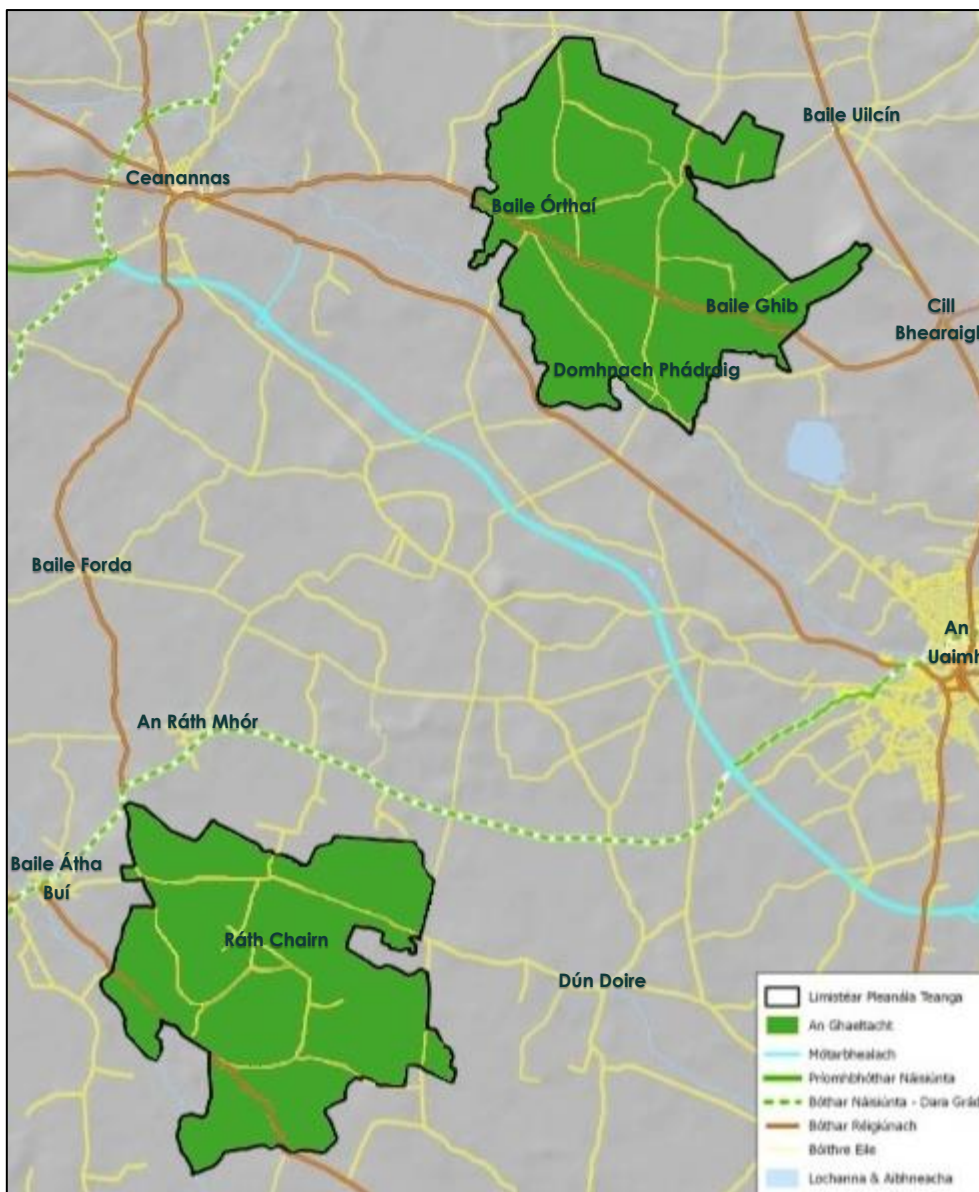 Baile Uilcín
Ceanannas
Baile Órthaí
Baile Ghib
Cill
Bhearaigh
Domhnach Phádraig
Baile Forda
An
Uaimh
An Ráth Mhór
Baile Átha
Buí
Ráth Chairn
Dún Doire
Limistéar Pleanála Teanga
An Ghaeltacht
Mótarbhealach
Príomhbhóthar Náisiúnta
Bóthar Náisiúnta - Dara Grád
Bóthar Réigiúnach
Bóithre Eile
Lochanna & Aibhneacha